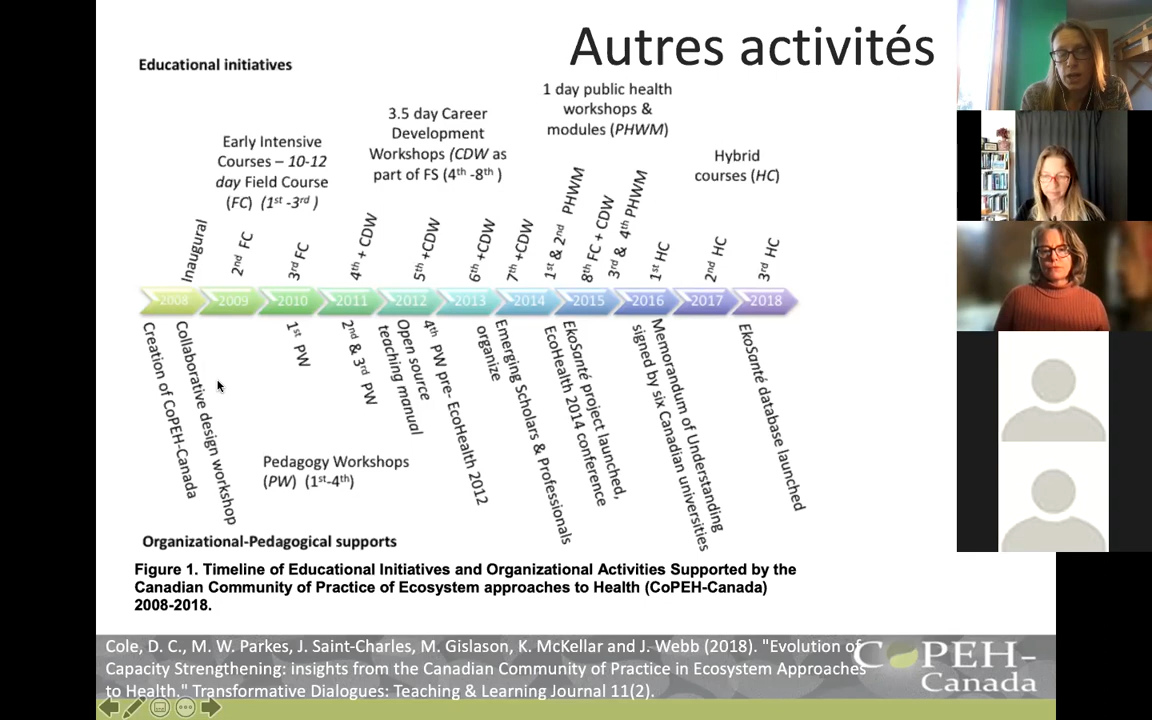 Autres activités
Educational initiatives
1 day public health
workshops &
modules (PHWM)
3.5 day Career
Development
Workshops (CDW as
part of FS (4th -8th )
Early Intensive
Courses – 10-12
day Field Course
(FC) (1st -3rd )
Hybrid
courses (HC)
Inaugural
2nd FC
3rd FC
4th + CDW
5th +CDW
6th +CDW
7th +CDW
1st & 2nd PHWM
8th FC + CDW
3rd & 4th PHWM
1st HC
2nd HC
3rd HC
2008
2009
2010
2011
2012
2013
2014
2015
2016
2017
2018
Creation of CoPEH-Canada
Collaborative design workshop
1st PW
2nd & 3rd PW
Open source
teaching manual
4th PW pre- EcoHealth 2012
Emerging Scholars & Professionals
organize
EkoSanté project launched,
EcoHealth 2014 conference
Memorandum of Understanding
signed by six Canadian universities
EkoSanté database launched
Pedagogy Workshops
(PW) (1st-4th)
Organizational-Pedagogical supports
Figure 1. Timeline of Educational Initiatives and Organizational Activities Supported by the
Canadian Community of Practice of Ecosystem approaches to Health (CoPEH-Canada)
2008-2018.
Cole, D. C., M. W. Parkes, J. Saint-Charles, M. Gislason, K. McKellar and J. Webb (2018). "Evolution of
Capacity Strengthening: insights from the Canadian Community of Practice in Ecosystem Approaches
to Health." Transformative Dialogues: Teaching & Learning Journal 11(2).
CoPEH-
Canada